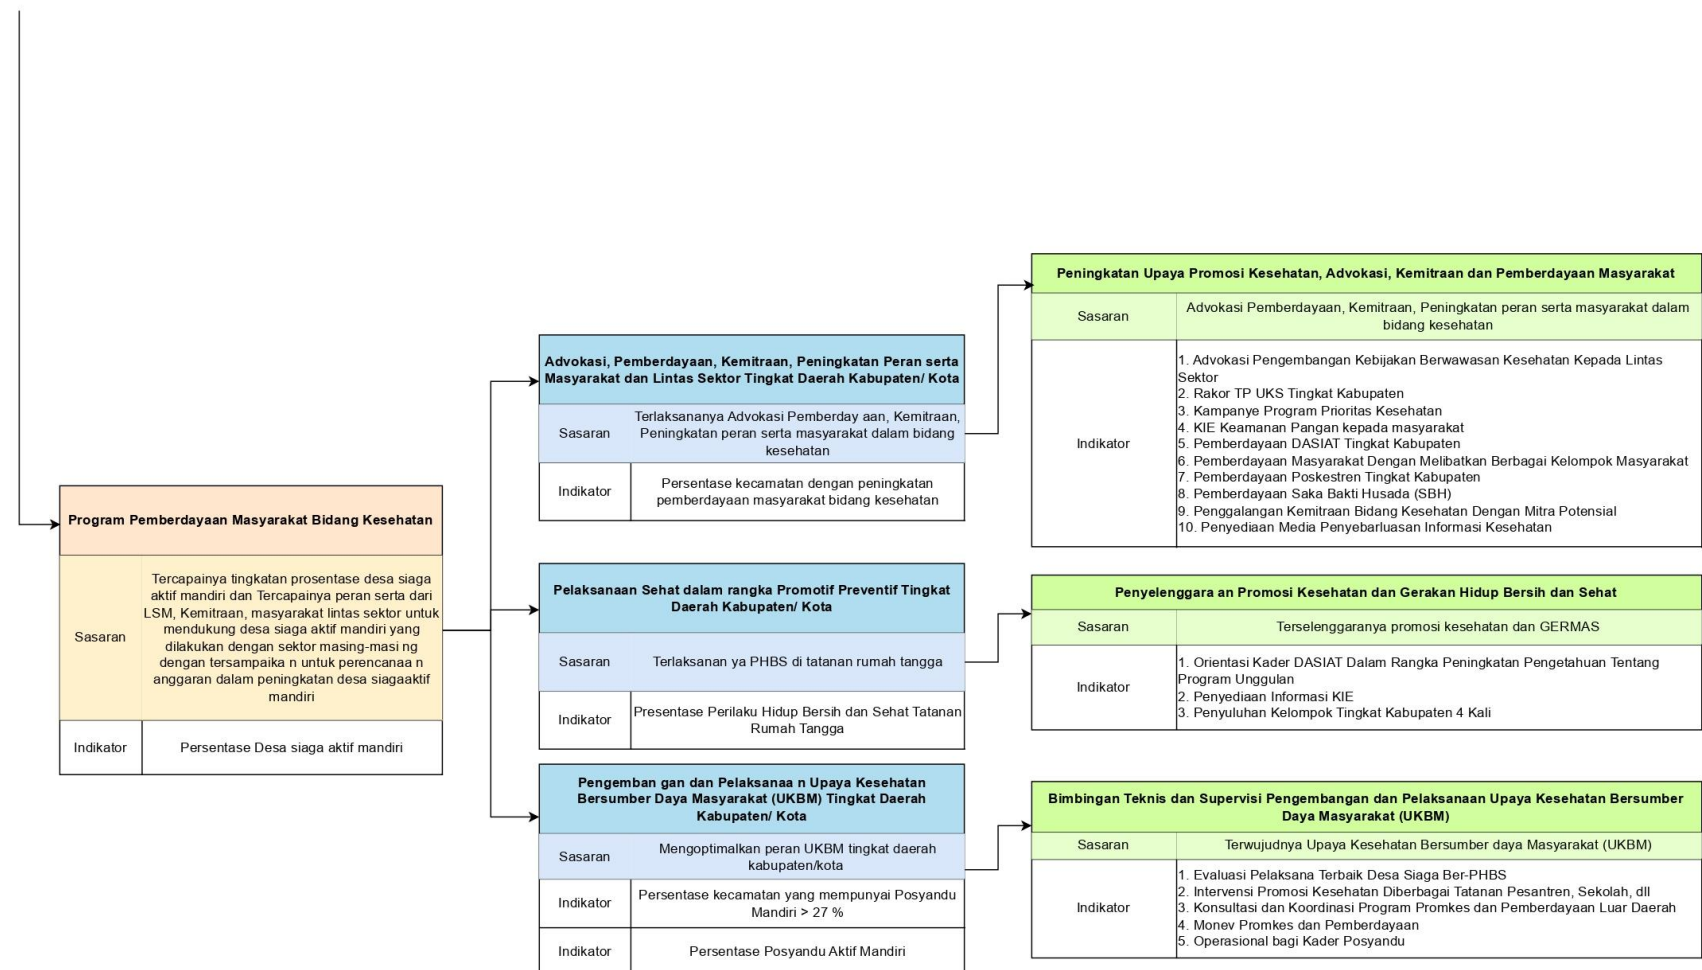 Program Pemberdayaan Masyarakat Bidang Kesehatan
Sasaran
Tercapainya tingkatan prosentase desa siaga
aktif mandiri dan Tercapainya peran serta dari
LSM, Kemitraan, masyarakat lintas sektor untuk
mendukung desa siaga aktif mandiri yang
dilakukan dengan sektor masing-masi ng
dengan tersampaika n untuk perencanaa n
anggaran dalam peningkatan desa siagaaktif
mandiri
Indikator
Persentase Desa siaga aktif mandiri
Advokasi, Pemberdayaan, Kemitraan, Peningkatan Peran serta
Masyarakat dan Lintas Sektor Tingkat Daerah Kabupaten/ Kota
Sasaran
Terlaksananya Advokasi Pemberday aan, Kemitraan,
Peningkatan peran serta masyarakat dalam bidang
kesehatan
Indikator
Persentase kecamatan dengan peningkatan
pemberdayaan masyarakat bidang kesehatan
Pelaksanaan Sehat dalam rangka Promotif Preventif Tingkat
Daerah Kabupaten/ Kota
Sasaran
Terlaksanan ya PHBS di tatanan rumah tangga
Indikator
Presentase Perilaku Hidup Bersih dan Sehat Tatanan
Rumah Tangga
Pengemban gan dan Pelaksanaa n Upaya Kesehatan
Bersumber Daya Masyarakat (UKBM) Tingkat Daerah
Kabupaten/ Kota
Sasaran
Mengoptimalkan peran UKBM tingkat daerah
kabupaten/kota
Indikator
Persentase kecamatan yang mempunyai Posyandu
Mandiri > 27 %
Indikator
Persentase Posyandu Aktif Mandiri
Peningkatan Upaya Promosi Kesehatan, Advokasi, Kemitraan dan Pemberdayaan Masyarakat
Sasaran
Advokasi Pemberdayaan, Kemitraan, Peningkatan peran serta masyarakat dalam
bidang kesehatan
Indikator
1. Advokasi Pengembangan Kebijakan Berwawasan Kesehatan Kepada Lintas
Sektor
2. Rakor TP UKS Tingkat Kabupaten
3. Kampanye Program Prioritas Kesehatan
4. KIE Keamanan Pangan kepada masyarakat
5. Pemberdayaan DASIAT Tingkat Kabupaten
6. Pemberdayaan Masyarakat Dengan Melibatkan Berbagai Kelompok Masyarakat
7. Pemberdayaan Poskestren Tingkat Kabupaten
8. Pemberdayaan Saka Bakti Husada (SBH)
9. Penggalangan Kemitraan Bidang Kesehatan Dengan Mitra Potensial
10. Penyediaan Media Penyebarluasan Informasi Kesehatan
Penyelenggara an Promosi Kesehatan dan Gerakan Hidup Bersih dan Sehat
Sasaran
Terselenggaranya promosi kesehatan dan GERMAS
Indikator
1. Orientasi Kader DASIAT Dalam Rangka Peningkatan Pengetahuan Tentang
Program Unggulan
2. Penyediaan Informasi KIE
3. Penyuluhan Kelompok Tingkat Kabupaten 4 Kali
Bimbingan Teknis dan Supervisi Pengembangan dan Pelaksanaan Upaya Kesehatan Bersumber
Daya Masyarakat (UKBM)
Sasaran
Terwujudnya Upaya Kesehatan Bersumber daya Masyarakat (UKBM)
Indikator
1. Evaluasi Pelaksana Terbaik Desa Siaga Ber-PHBS
2. Intervensi Promosi Kesehatan Diberbagai Tatanan Pesantren, Sekolah, dll
3. Konsultasi dan Koordinasi Program Promkes dan Pemberdayaan Luar Daerah
4. Monev Promkes dan Pemberdayaan
5. Operasional bagi Kader Posyandu